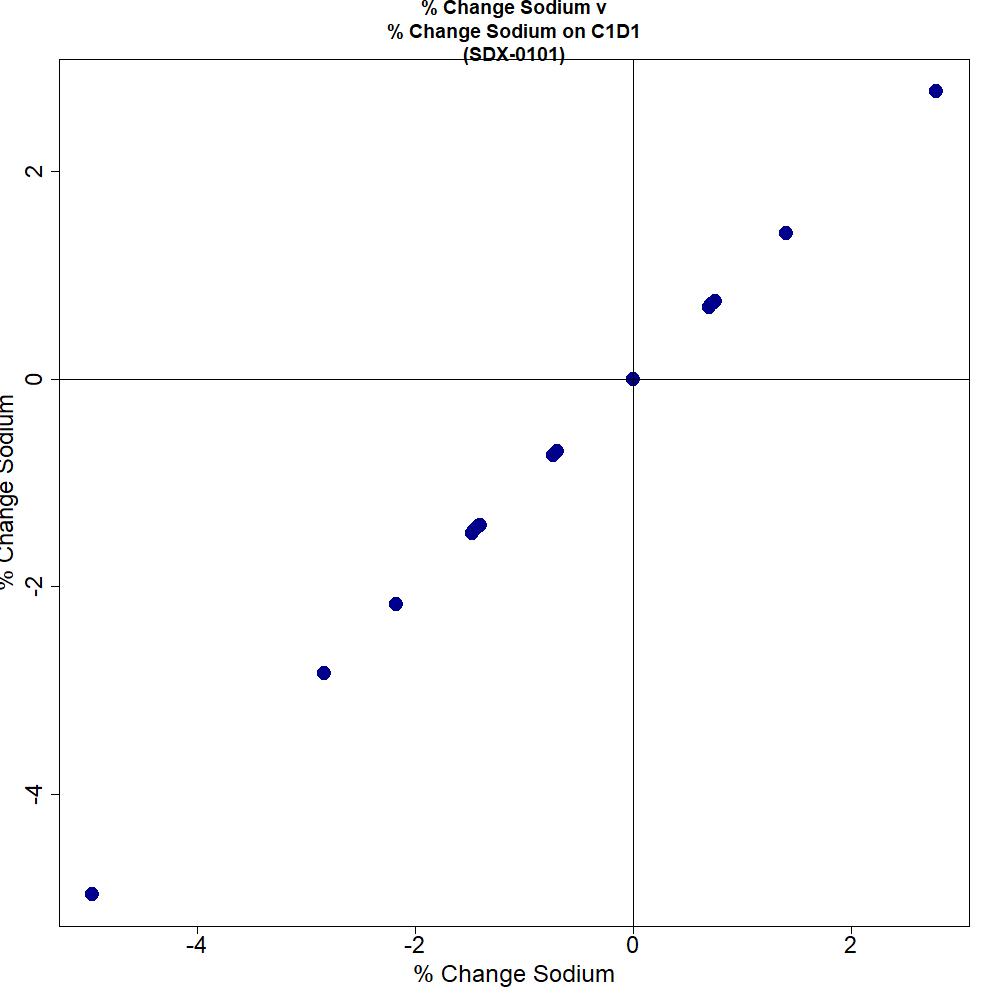 % Change Sodium v
% Change Sodium on C1D1
(SDX-0101)
2
0
-2
-4
% Change Sodium
-4
-2
0
2
% Change Sodium